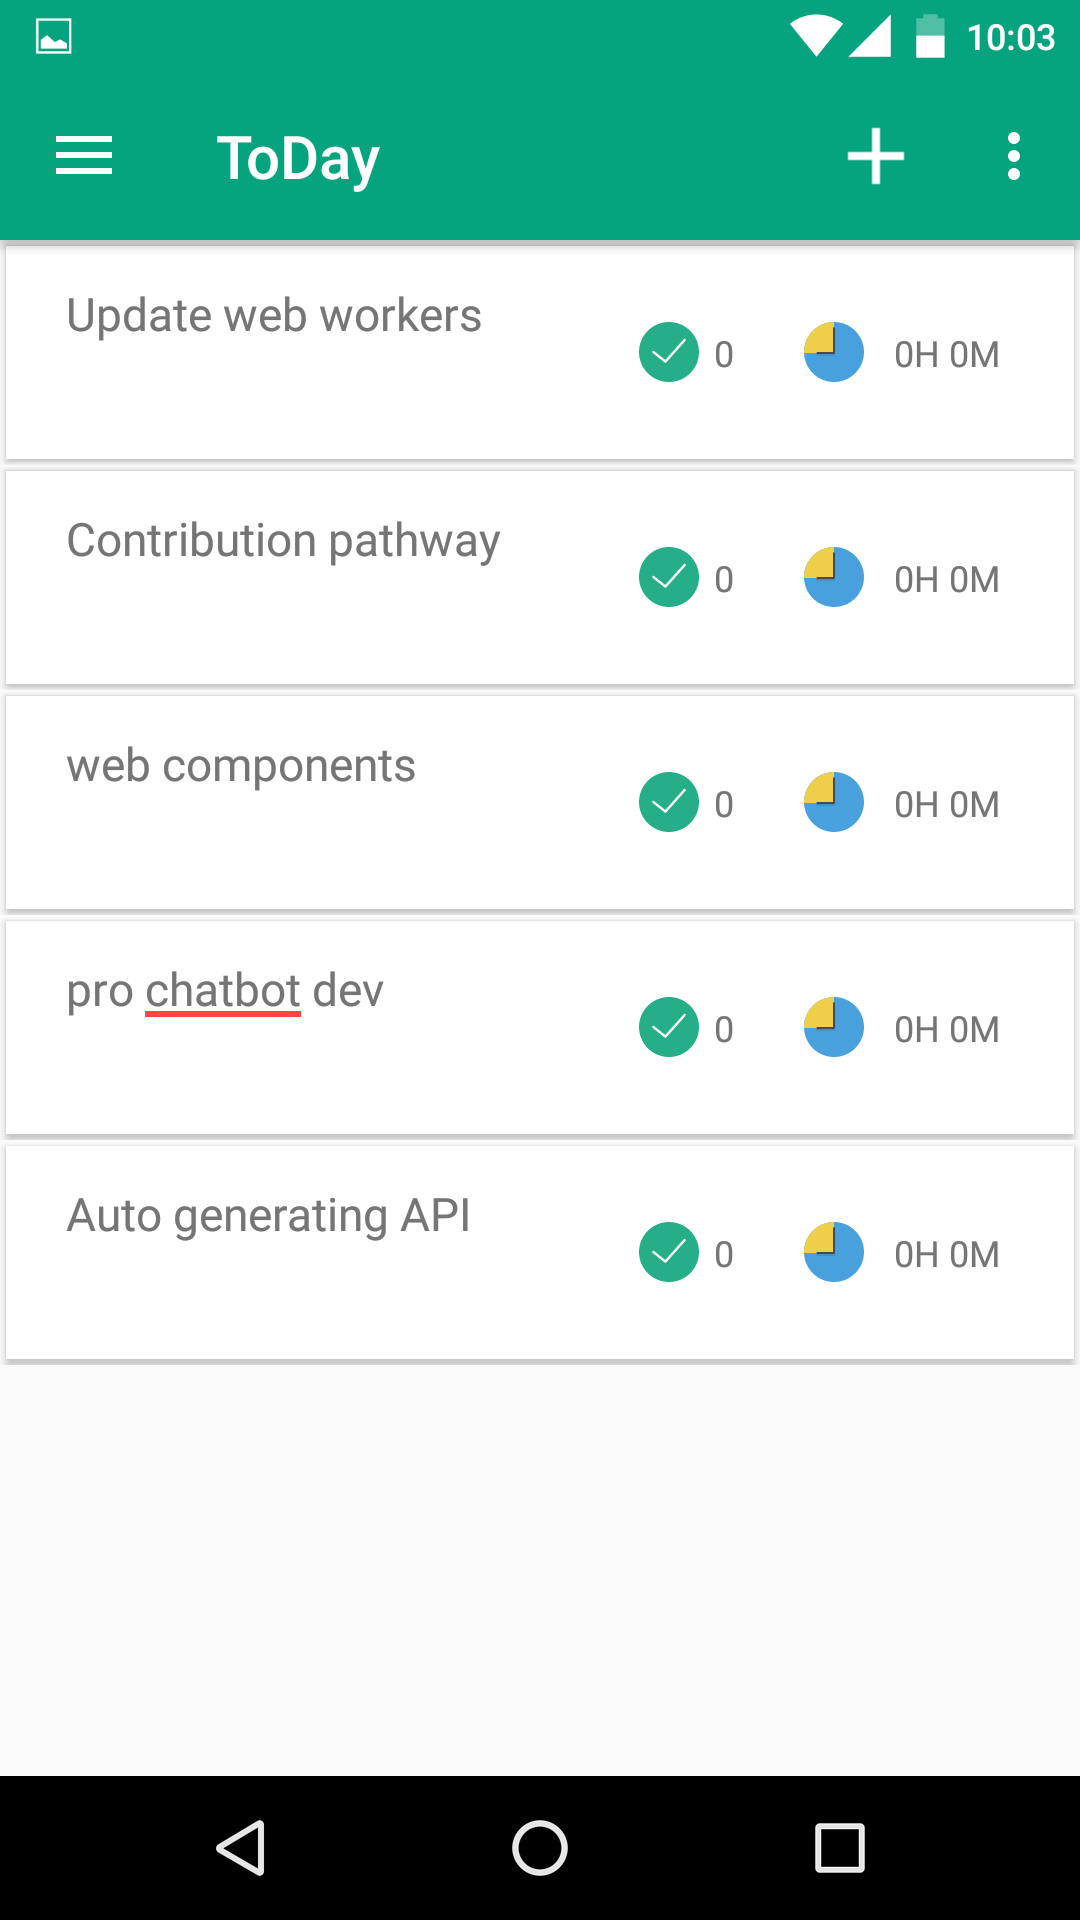 10:03
ToDay
Update web workers
0 0H 0M
Contribution pathway
0 0H 0M
web components
0 0H 0M
pro chatbot dev
0 0H 0M
Auto generating API
0 0H 0M